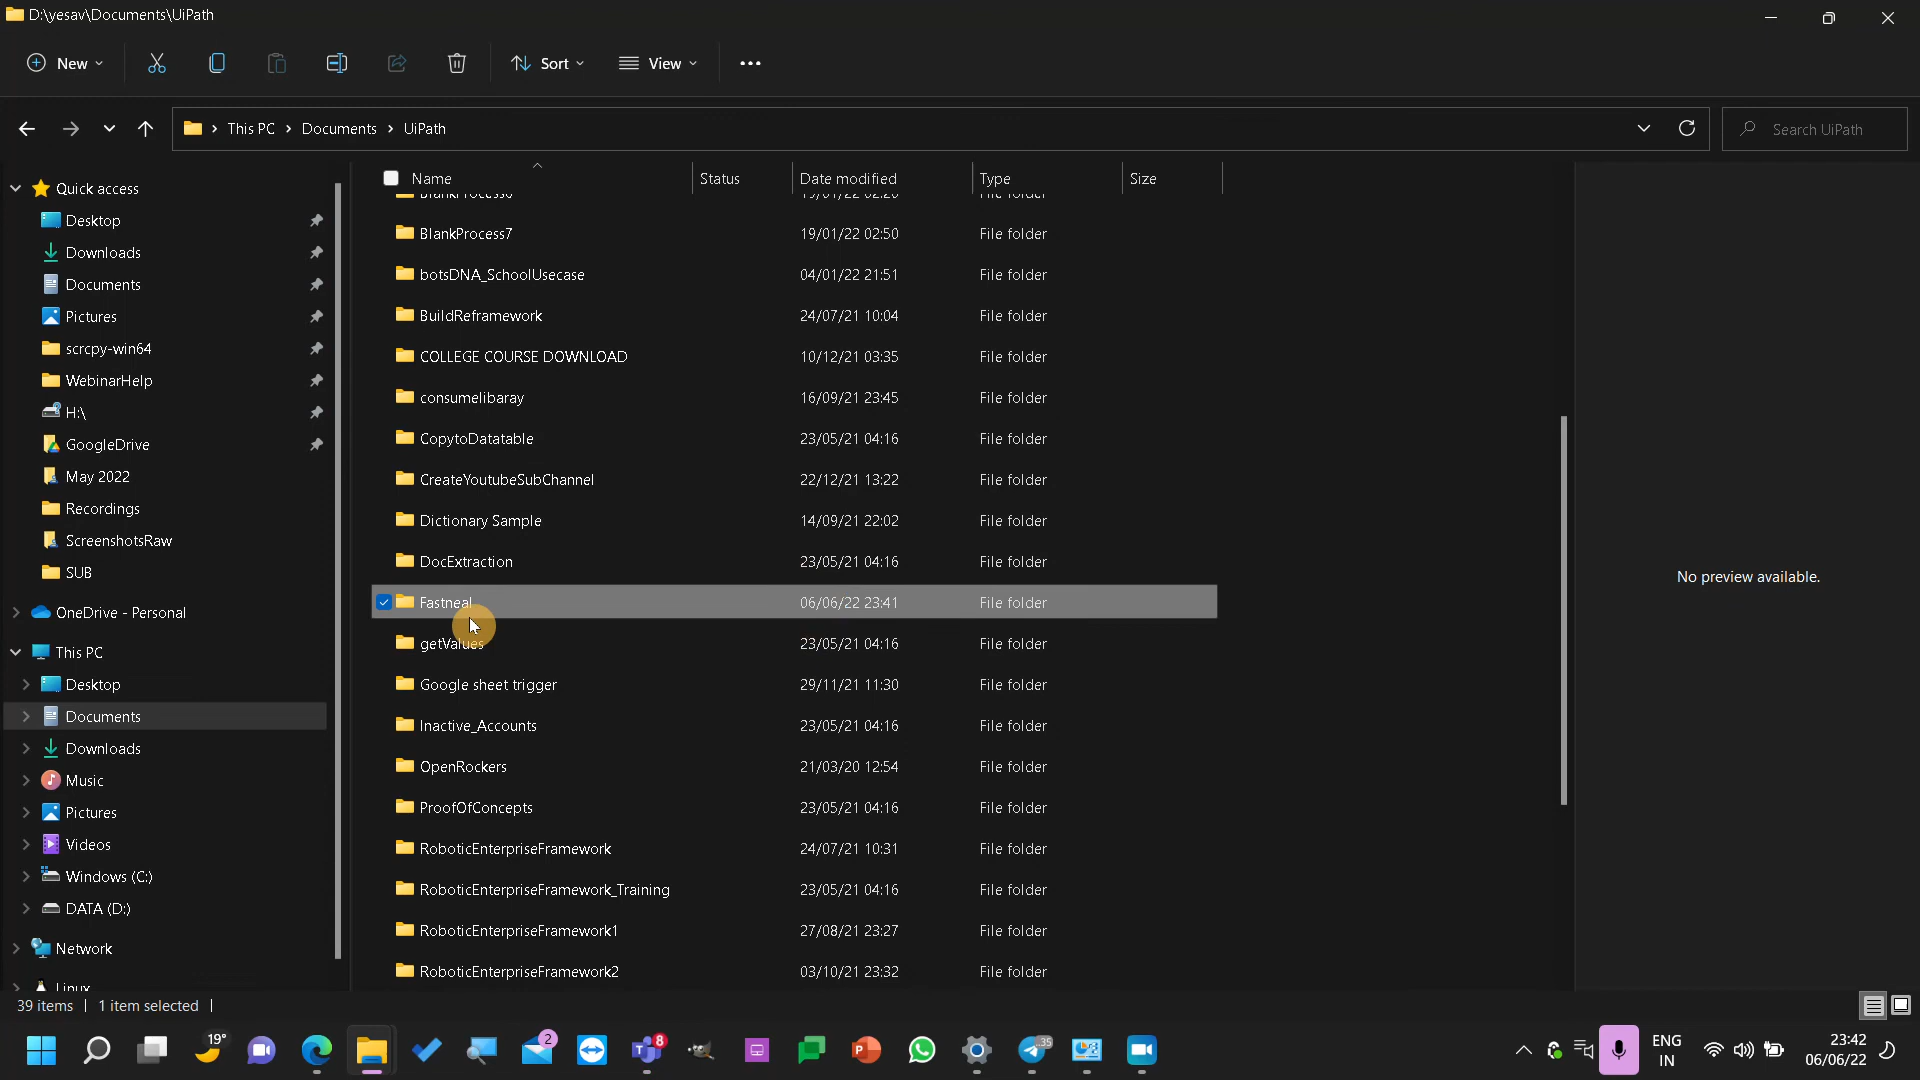 D:\yesav\Documents\UiPath
New
Sort
View
This PC > Documents > UiPath
Search UiPath
Name
Status
Date modified
Type
Size
Quick access
Desktop
Downloads
Documents
Pictures
scrcpy-win64
WebinarHelp
H:\
GoogleDrive
May 2022
Recordings
ScreenshotsRaw
SUB
OneDrive - Personal
This PC
Desktop
Documents
Downloads
Music
Pictures
Videos
Windows (C:)
DATA (D:)
Network
Linux
BlankProcess7 19/01/22 02:50 File folder
botsDNA_SchoolUsecase 04/01/22 21:51 File folder
BuildReframework 24/07/21 10:04 File folder
COLLEGE COURSE DOWNLOAD 10/12/21 03:35 File folder
consumelibaray 16/09/21 23:45 File folder
CopytoDatatable 23/05/21 04:16 File folder
CreateYoutubeSubChannel 22/12/21 13:22 File folder
Dictionary Sample 14/09/21 22:02 File folder
DocExtraction 23/05/21 04:16 File folder
Fastneal 06/06/22 23:41 File folder
getValues 23/05/21 04:16 File folder
Google sheet trigger 29/11/21 11:30 File folder
Inactive_Accounts 23/05/21 04:16 File folder
OpenRockers 21/03/20 12:54 File folder
ProofOfConcepts 23/05/21 04:16 File folder
RoboticEnterpriseFramework 24/07/21 10:31 File folder
RoboticEnterpriseFramework_Training 23/05/21 04:16 File folder
RoboticEnterpriseFramework1 27/08/21 23:27 File folder
RoboticEnterpriseFramework2 03/10/21 23:32 File folder
No preview available.
39 items | 1 item selected |
19°
2
8
35
ENG
IN
23:42
06/06/22